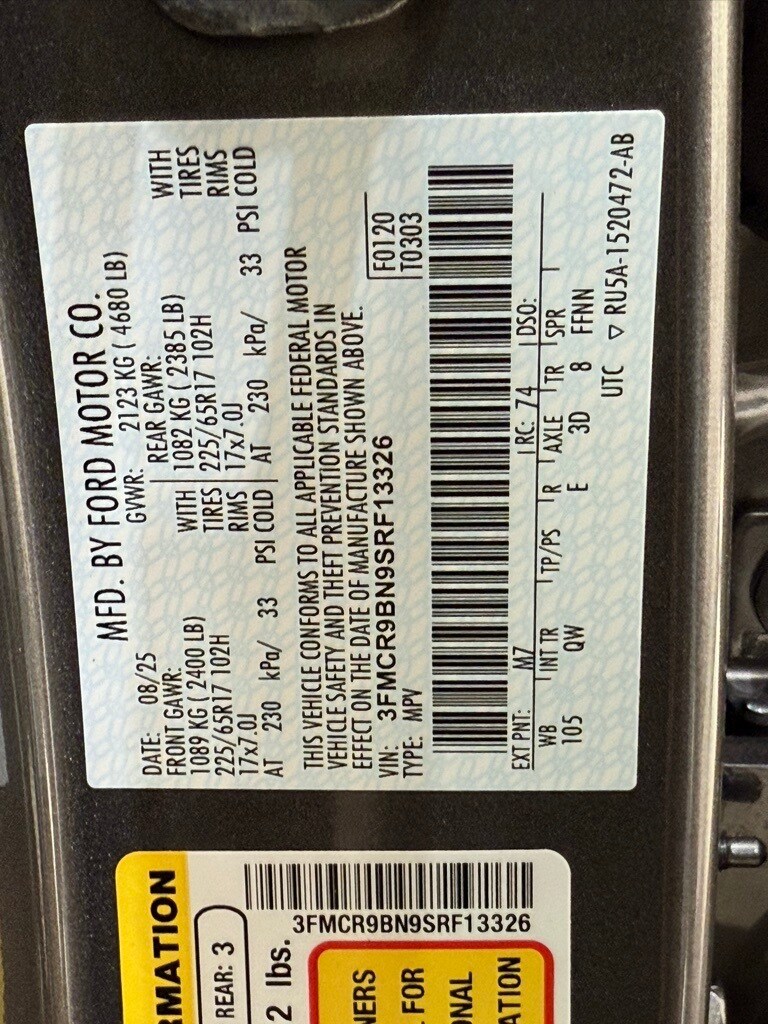 MFD. BY FORD MOTOR CO.
DATE: 08/25 GVWR: 2123 KG ( 4680 LB)
FRONT GAWR: REAR GAWR:
1089 KG ( 2400 LB) WITH 1082 KG ( 2385 LB) WITH
225/65R17 102H TIRES 225/65R17 102H TIRES
17x7.0J RIMS 17x7.0J RIMS
AT 230 kPa/ 33 PSI COLD AT 230 kPa/ 33 PSI COLD
THIS VEHICLE CONFORMS TO ALL APPLICABLE FEDERAL MOTOR
VEHICLE SAFETY AND THEFT PREVENTION STANDARDS IN
EFFECT ON THE DATE OF MANUFACTURE SHOWN ABOVE.
VIN: 3FMCR9BN9SRF13326 F0120
TYPE: MPV T0303
EXT PNT: M7 RC: 74 DSO:
WB INT TR TP/PS R AXLE TR SPR
105 QW E 3D 8 FFNN
UTC ▽ RU5A-1520472-AB
RMATION
REAR: 3
2 lbs.
3FMCR9BN9SRF13326
NERS
FOR
ONAL
ATION